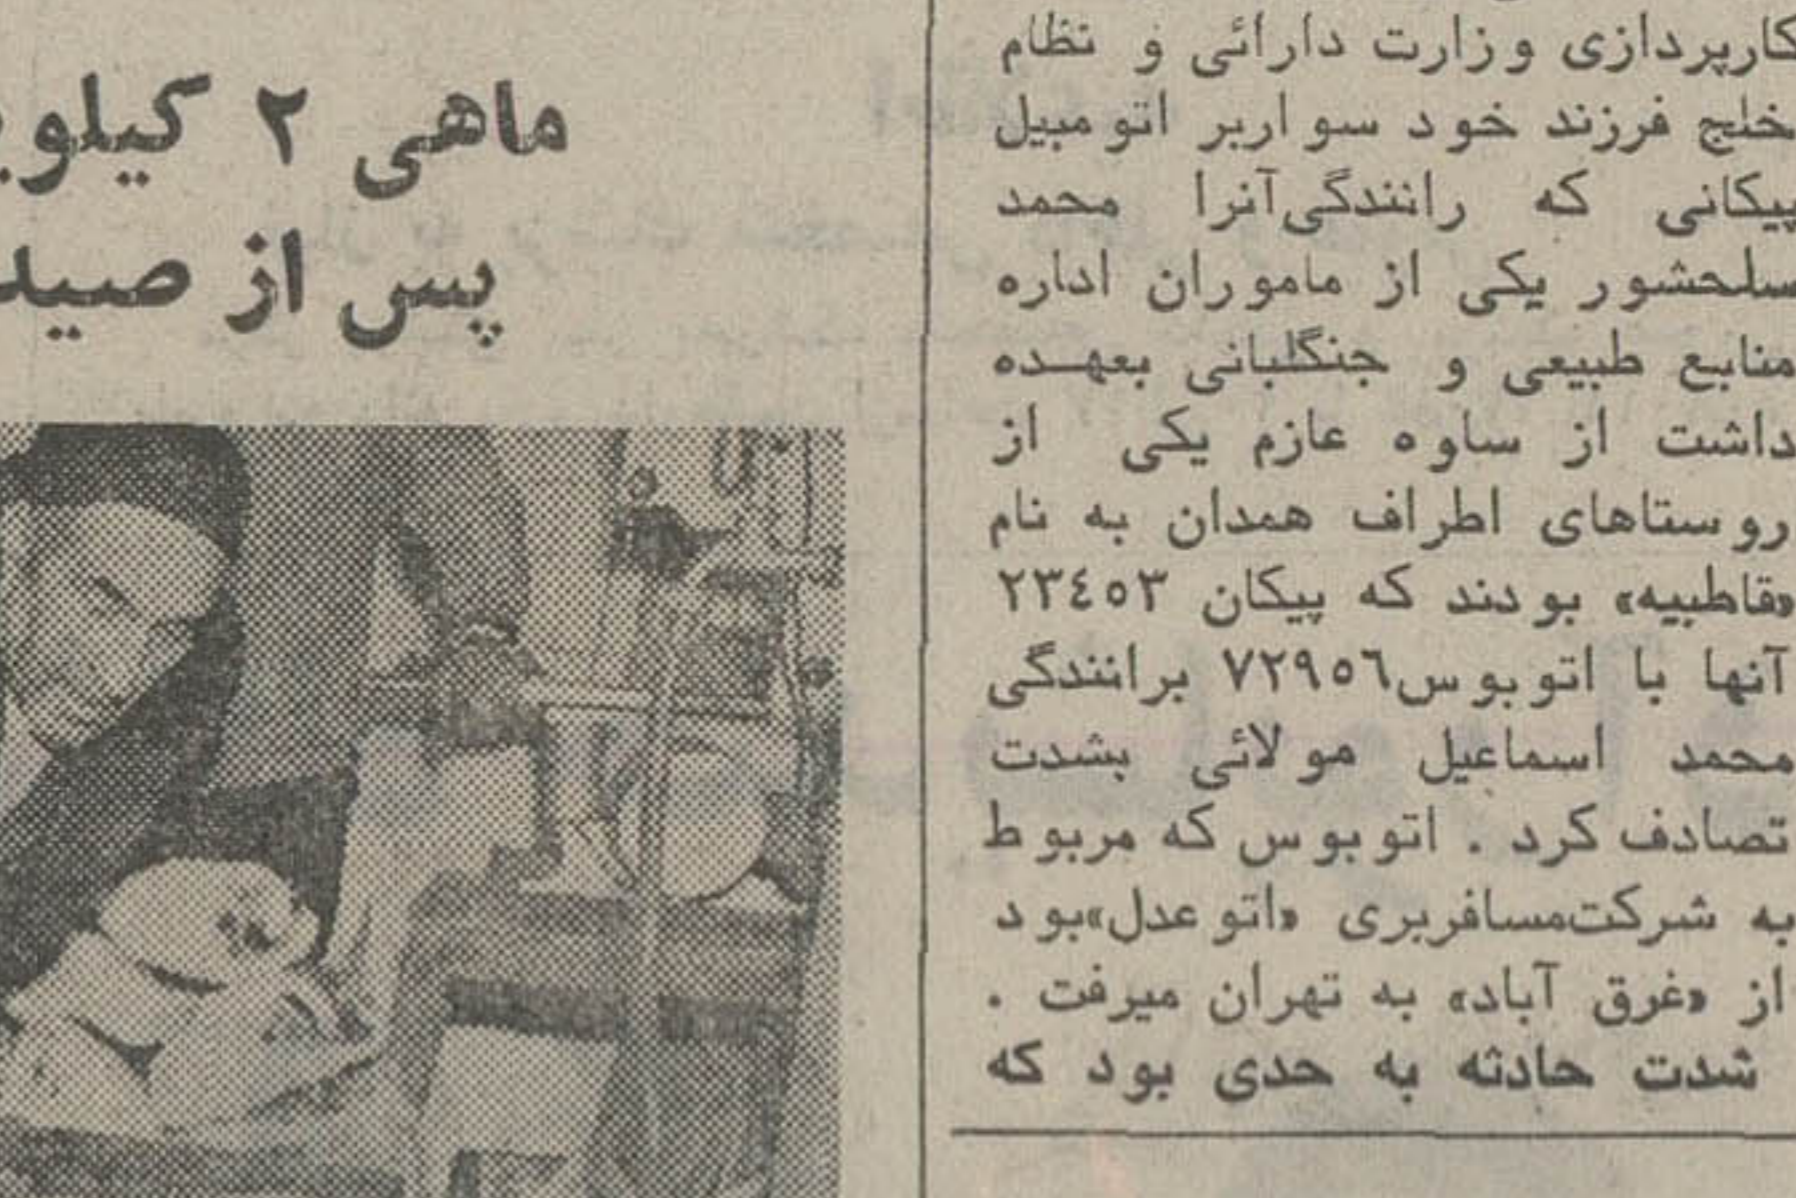 کارپردازی وزارت دارائی و نظام
خلج فرزند خود سواربر اتومبیل
پیکانی که رانندگی‌آنرا محمد
سلحشور یکی از ماموران اداره
منابع طبیعی و جنگلبانی بعهـده
داشت از ساوه عازم یکی از
روستاهای اطراف همدان به نام
«قاطبیه» بودند که پیکان ۲۳٤٥۳
آنها با اتوبوس۷۲۹٥٦ برانندگی
محمد اسماعیل مولائی بشدت
تصادف کرد . اتوبوس که مربوط
به شرکت‌مسافربری «اتوعدل»بود
از «غرق آباد» به تهران میرفت .
شدت حادثه به حدی بود که
ماهی ۲
پس از صید